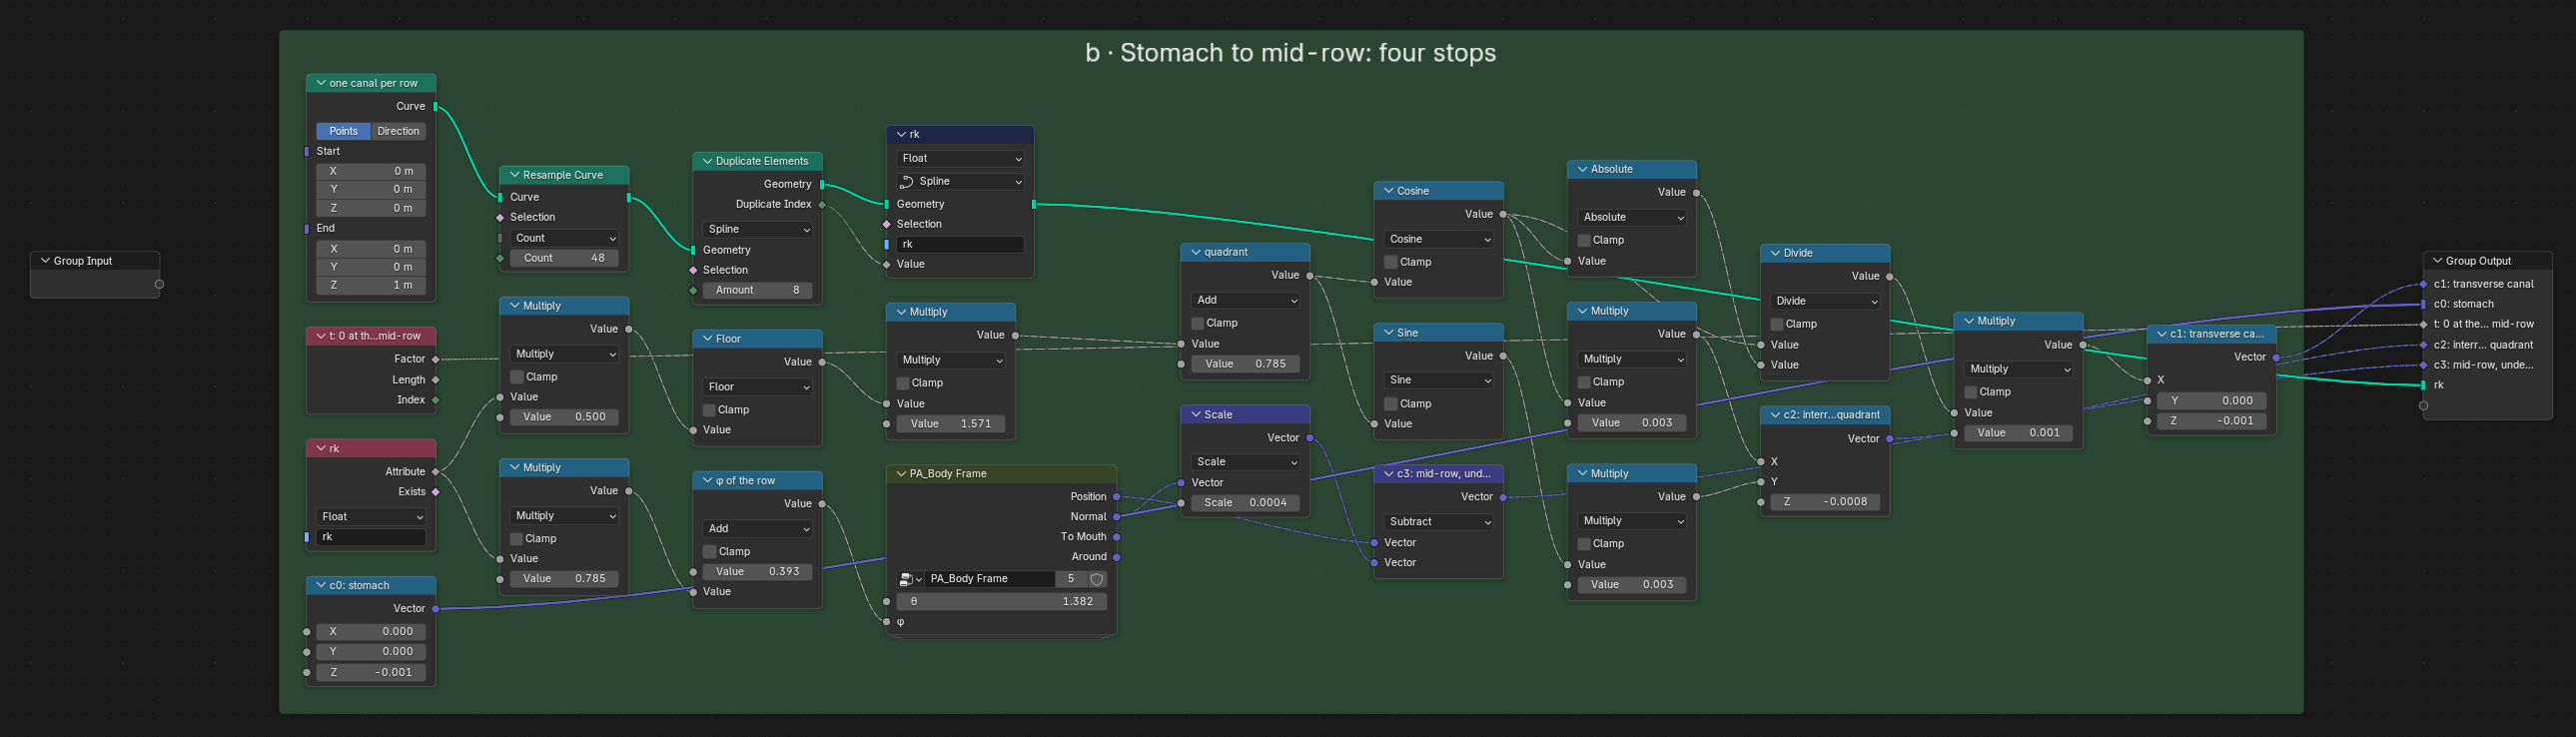 b · Stomach to mid-row: four stops
Group Input
one canal per row
Curve
Points Direction
Start
X 0 m
Y 0 m
Z 0 m
End
X 0 m
Y 0 m
Z 1 m
t: 0 at th...mid-row
Factor
Length
Index
rk
Attribute
Exists
Float
rk
c0: stomach
Vector
X 0.000
Y 0.000
Z -0.001
Resample Curve
Curve
Selection
Count
Count 48
Multiply
Value
Multiply
Clamp
Value
Value 0.500
Multiply
Value
Multiply
Clamp
Value
Value 0.785
Duplicate Elements
Geometry
Duplicate Index
Spline
Geometry
Selection
Amount 8
Floor
Value
Floor
Clamp
Value
φ of the row
Value
Add
Clamp
Value 0.393
Value
rk
Float
Spline
Geometry
Selection
rk
Value
Multiply
Value
Multiply
Clamp
Value
Value 1.571
PA_Body Frame
Position
Normal
To Mouth
Around
PA_Body Frame 5
θ 1.382
φ
quadrant
Value
Add
Clamp
Value
Value 0.785
Scale
Vector
Scale
Vector
Scale 0.0004
Cosine
Value
Cosine
Clamp
Value
Sine
Value
Sine
Clamp
Value
c3: mid-row, und...
Vector
Subtract
Vector
Vector
Absolute
Value
Absolute
Clamp
Value
Multiply
Value
Multiply
Clamp
Value
Value 0.003
Multiply
Value
Multiply
Clamp
Value
Value 0.003
Divide
Value
Divide
Clamp
Value
Value
c2: interr...quadrant
Vector
X
Y
Z -0.0008
Multiply
Value
Multiply
Clamp
Value
Value 0.001
c1: transverse ca...
Vector
X
Y 0.000
Z -0.001
Group Output
c1: transverse canal
c0: stomach
t: 0 at the... mid-row
c2: interr... quadrant
c3: mid-row, unde...
rk